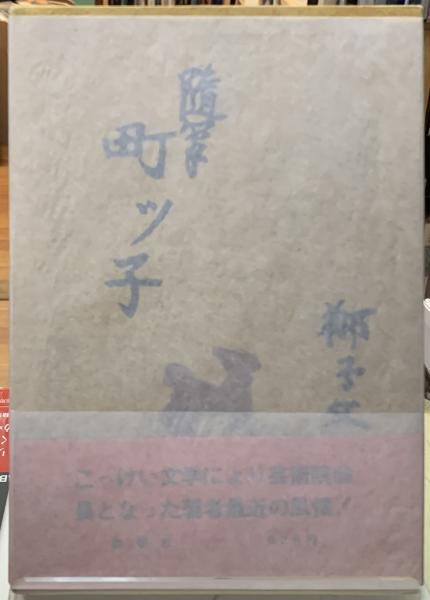 随筆
町ッ子
獅子文
こっけい文学により芸術院会
員となった著者最近の風懐!